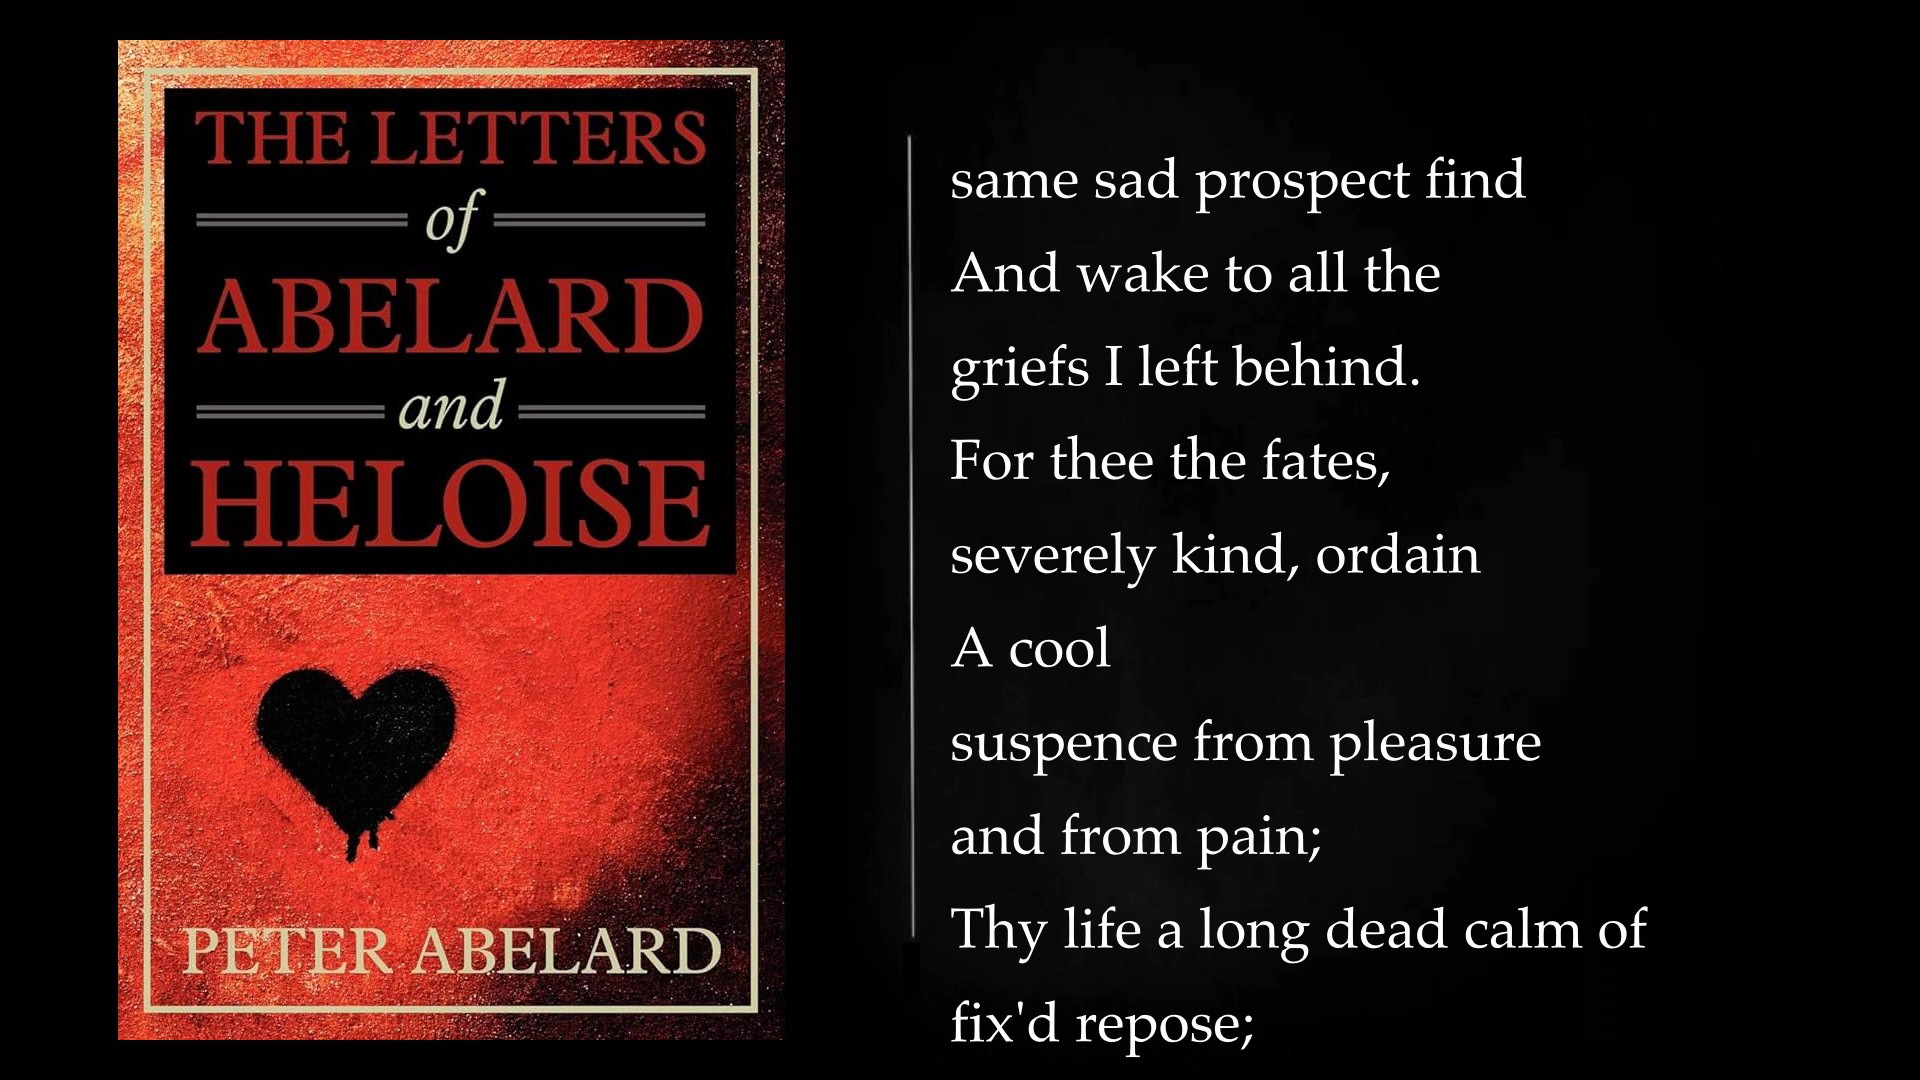 THE LETTERS
of
ABELARD
and
HELOISE
PETER ABELARD
same sad prospect find
And wake to all the
griefs I left behind.
For thee the fates,
severely kind, ordain
A cool
suspence from pleasure
and from pain;
Thy life a long dead calm of
fix'd repose;